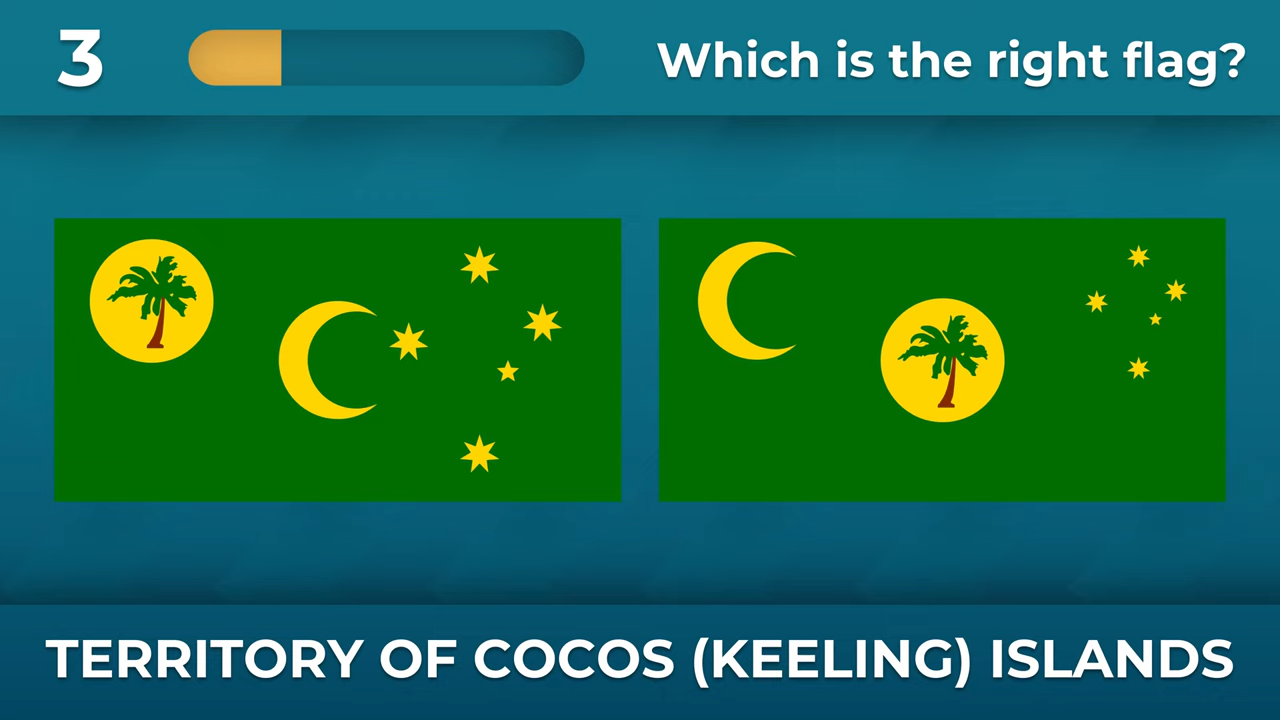 3
Which is the right flag?
TERRITORY OF COCOS (KEELING) ISLANDS